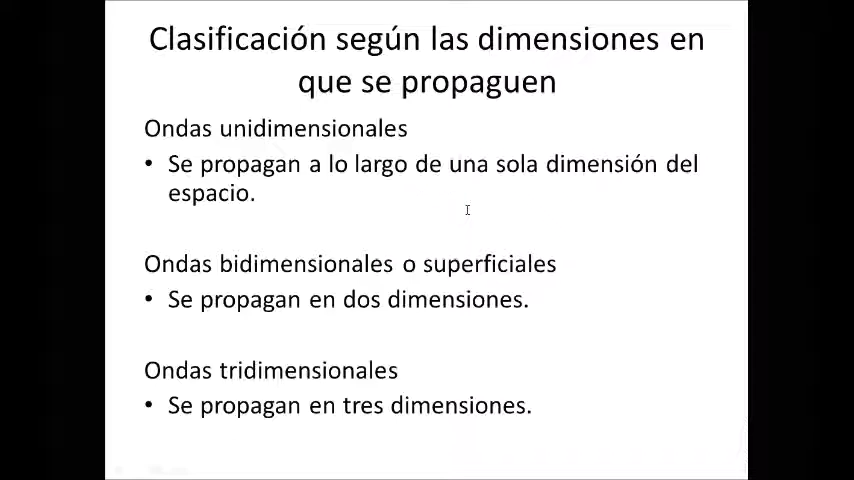 Clasificación según las dimensiones en
que se propaguen
Ondas unidimensionales
• Se propagan a lo largo de una sola dimensión del
espacio.
Ondas bidimensionales o superficiales
• Se propagan en dos dimensiones.
Ondas tridimensionales
• Se propagan en tres dimensiones.